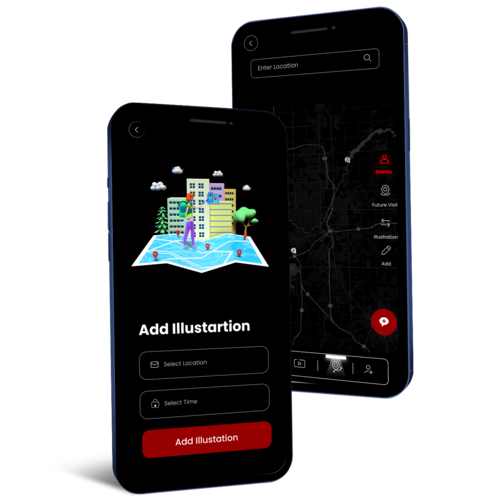 Enter Location
Stories
Future Visit
Illustration
Add
Add Illustartion
Select Location
Select Time
Add Illustation